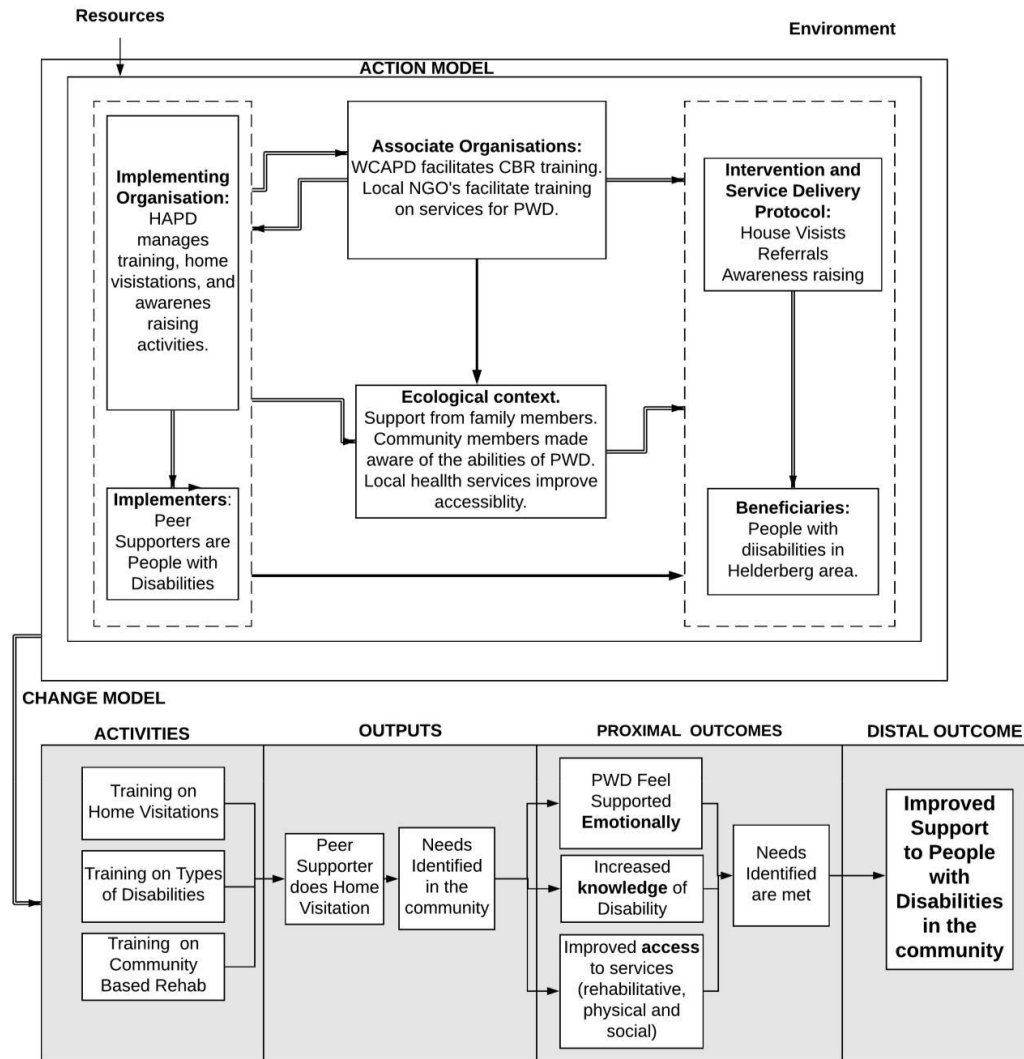 Resources
Environment
ACTION MODEL
Implementing
Organisation:
HAPD
manages
training, home
visistations, and
awarenes
raising
activities.
Associate Organisations:
WCAPD facilitates CBR training.
Local NGO's facilitate training
on services for PWD.
Intervention and
Service Delivery
Protocol:
House Visists
Referrals
Awareness raising
Ecological context.
Support from family members.
Community members made
aware of the abilities of PWD.
Local heallth services improve
accessiblity.
Implementers:
Peer
Supporters are
People with
Disabilities
Beneficiaries:
People with
diisabilities in
Helderberg area.
CHANGE MODEL
ACTIVITIES
OUTPUTS
PROXIMAL OUTCOMES
DISTAL OUTCOME
Training on
Home Visitations
Training on Types
of Disabilities
Training on
Community
Based Rehab
Peer
Supporter
does Home
Visitation
Needs
Identified
in the
community
PWD Feel
Supported
Emotionally
Increased
knowledge of
Disability
Improved access
to services
(rehabilitative,
physical and
social)
Needs
Identified
are met
Improved
Support
to People
with
Disabilities
in the
community